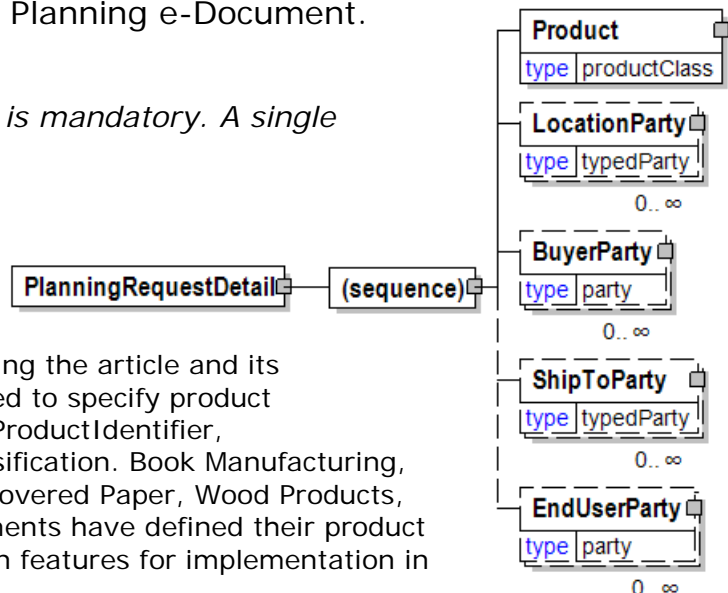 Planning e-Document.
is mandatory. A single
PlanningRequestDetail
(sequence)
Product
type productClass
LocationParty
type typedParty
0.. ∞
BuyerParty
type party
0.. ∞
ShipToParty
type typedParty
0.. ∞
EndUserParty
type party
0.. ∞
ng the article and its
ed to specify product
ProductIdentifier,
sification. Book Manufacturing,
overed Paper, Wood Products,
ents have defined their product
n features for implementation in